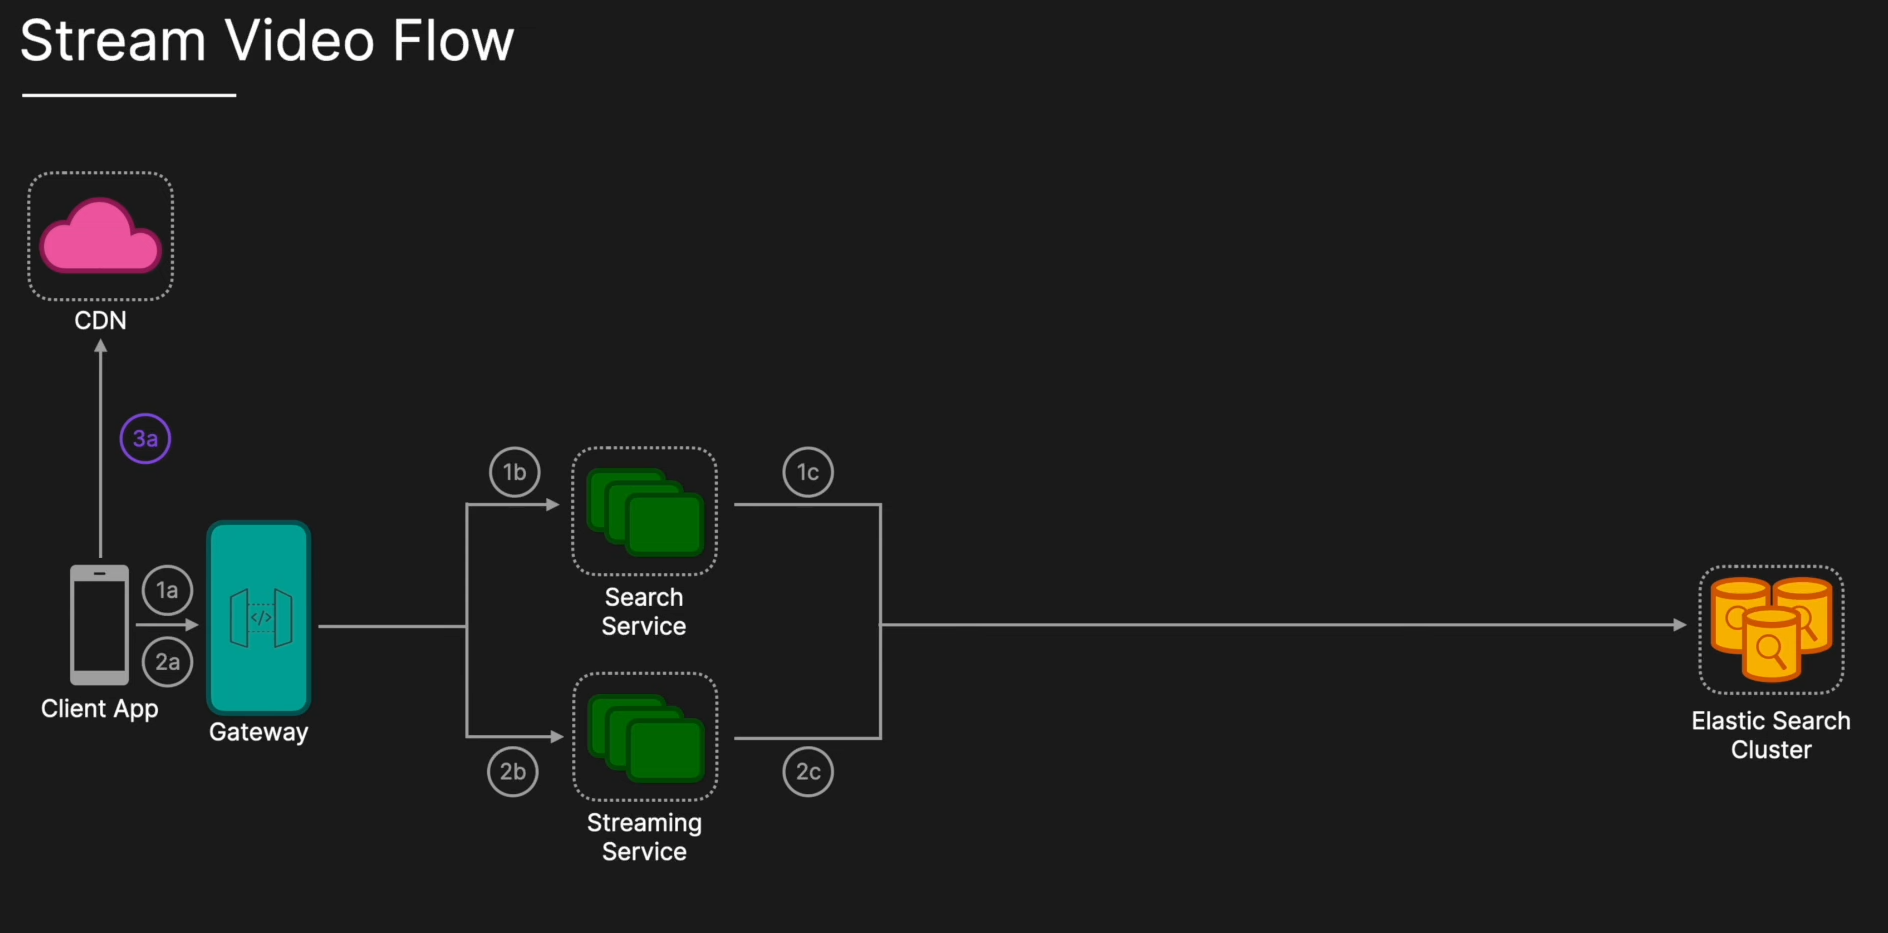 Stream Video Flow
CDN
3a
1b
1c
1a
</>
2a
Client App
Gateway
Search
Service
2b
2c
Streaming
Service
Elastic Search
Cluster